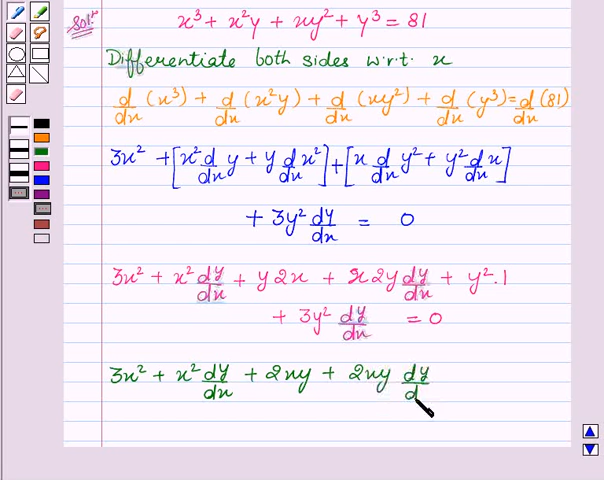 Sol:-
x³ + x²y + xy² + y³ = 81
Differentiate both sides w.r.t. x
d/dx (x³) + d/dx (x²y) + d/dx (xy²) + d/dx (y³) = d/dx (81)
3x² + [x² d/dx y + y d/dx x²] + [x d/dx y² + y² d/dx x]
+ 3y² dy/dx = 0
3x² + x² dy/dx + y 2x + x 2y dy/dx + y².1
+ 3y² dy/dx = 0
3x² + x² dy/dx + 2xy + 2xy dy/d